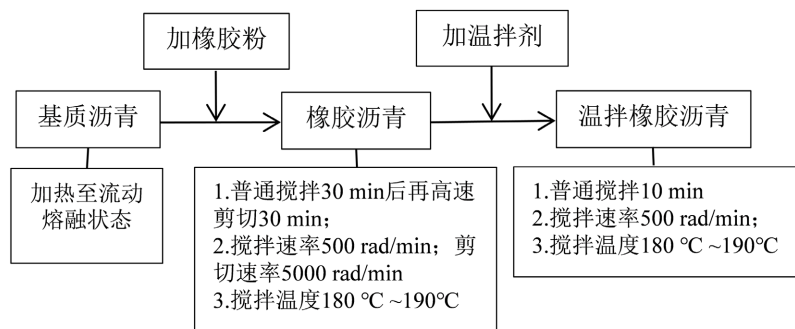 加橡胶粉
加温拌剂
基质沥青
橡胶沥青
温拌橡胶沥青
加热至流动
熔融状态
1.普通搅拌30 min后再高速
剪切30 min；
2.搅拌速率500 rad/min；剪
切速率5000 rad/min
3.搅拌温度180 ℃ ~190℃
1.普通搅拌10 min
2.搅拌速率500 rad/min；
3.搅拌温度180 ℃ ~190℃